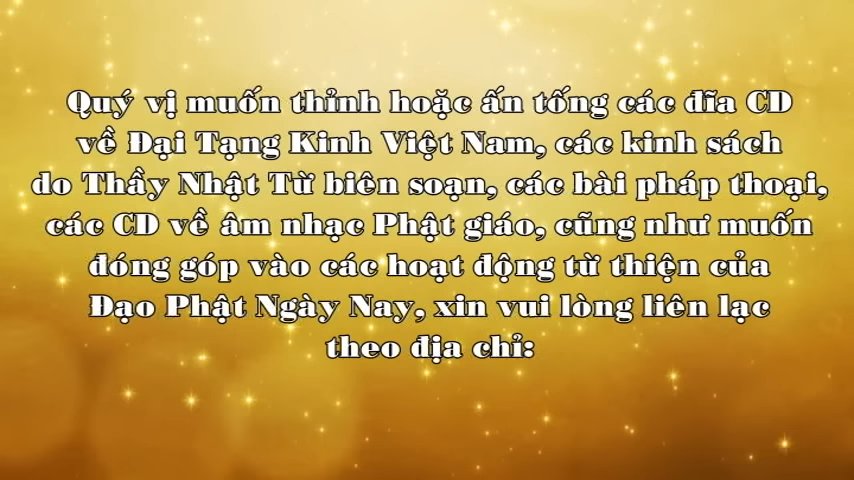 Quý vị muốn thỉnh hoặc ấn tống các đĩa CD
về Đại Tạng Kinh Việt Nam, các kinh sách
do Thầy Nhật Từ biên soạn, các bài pháp thoại,
các CD về âm nhạc Phật giáo, cũng như muốn
đóng góp vào các hoạt động từ thiện của
Đạo Phật Ngày Nay, xin vui lòng liên lạc
theo địa chỉ: